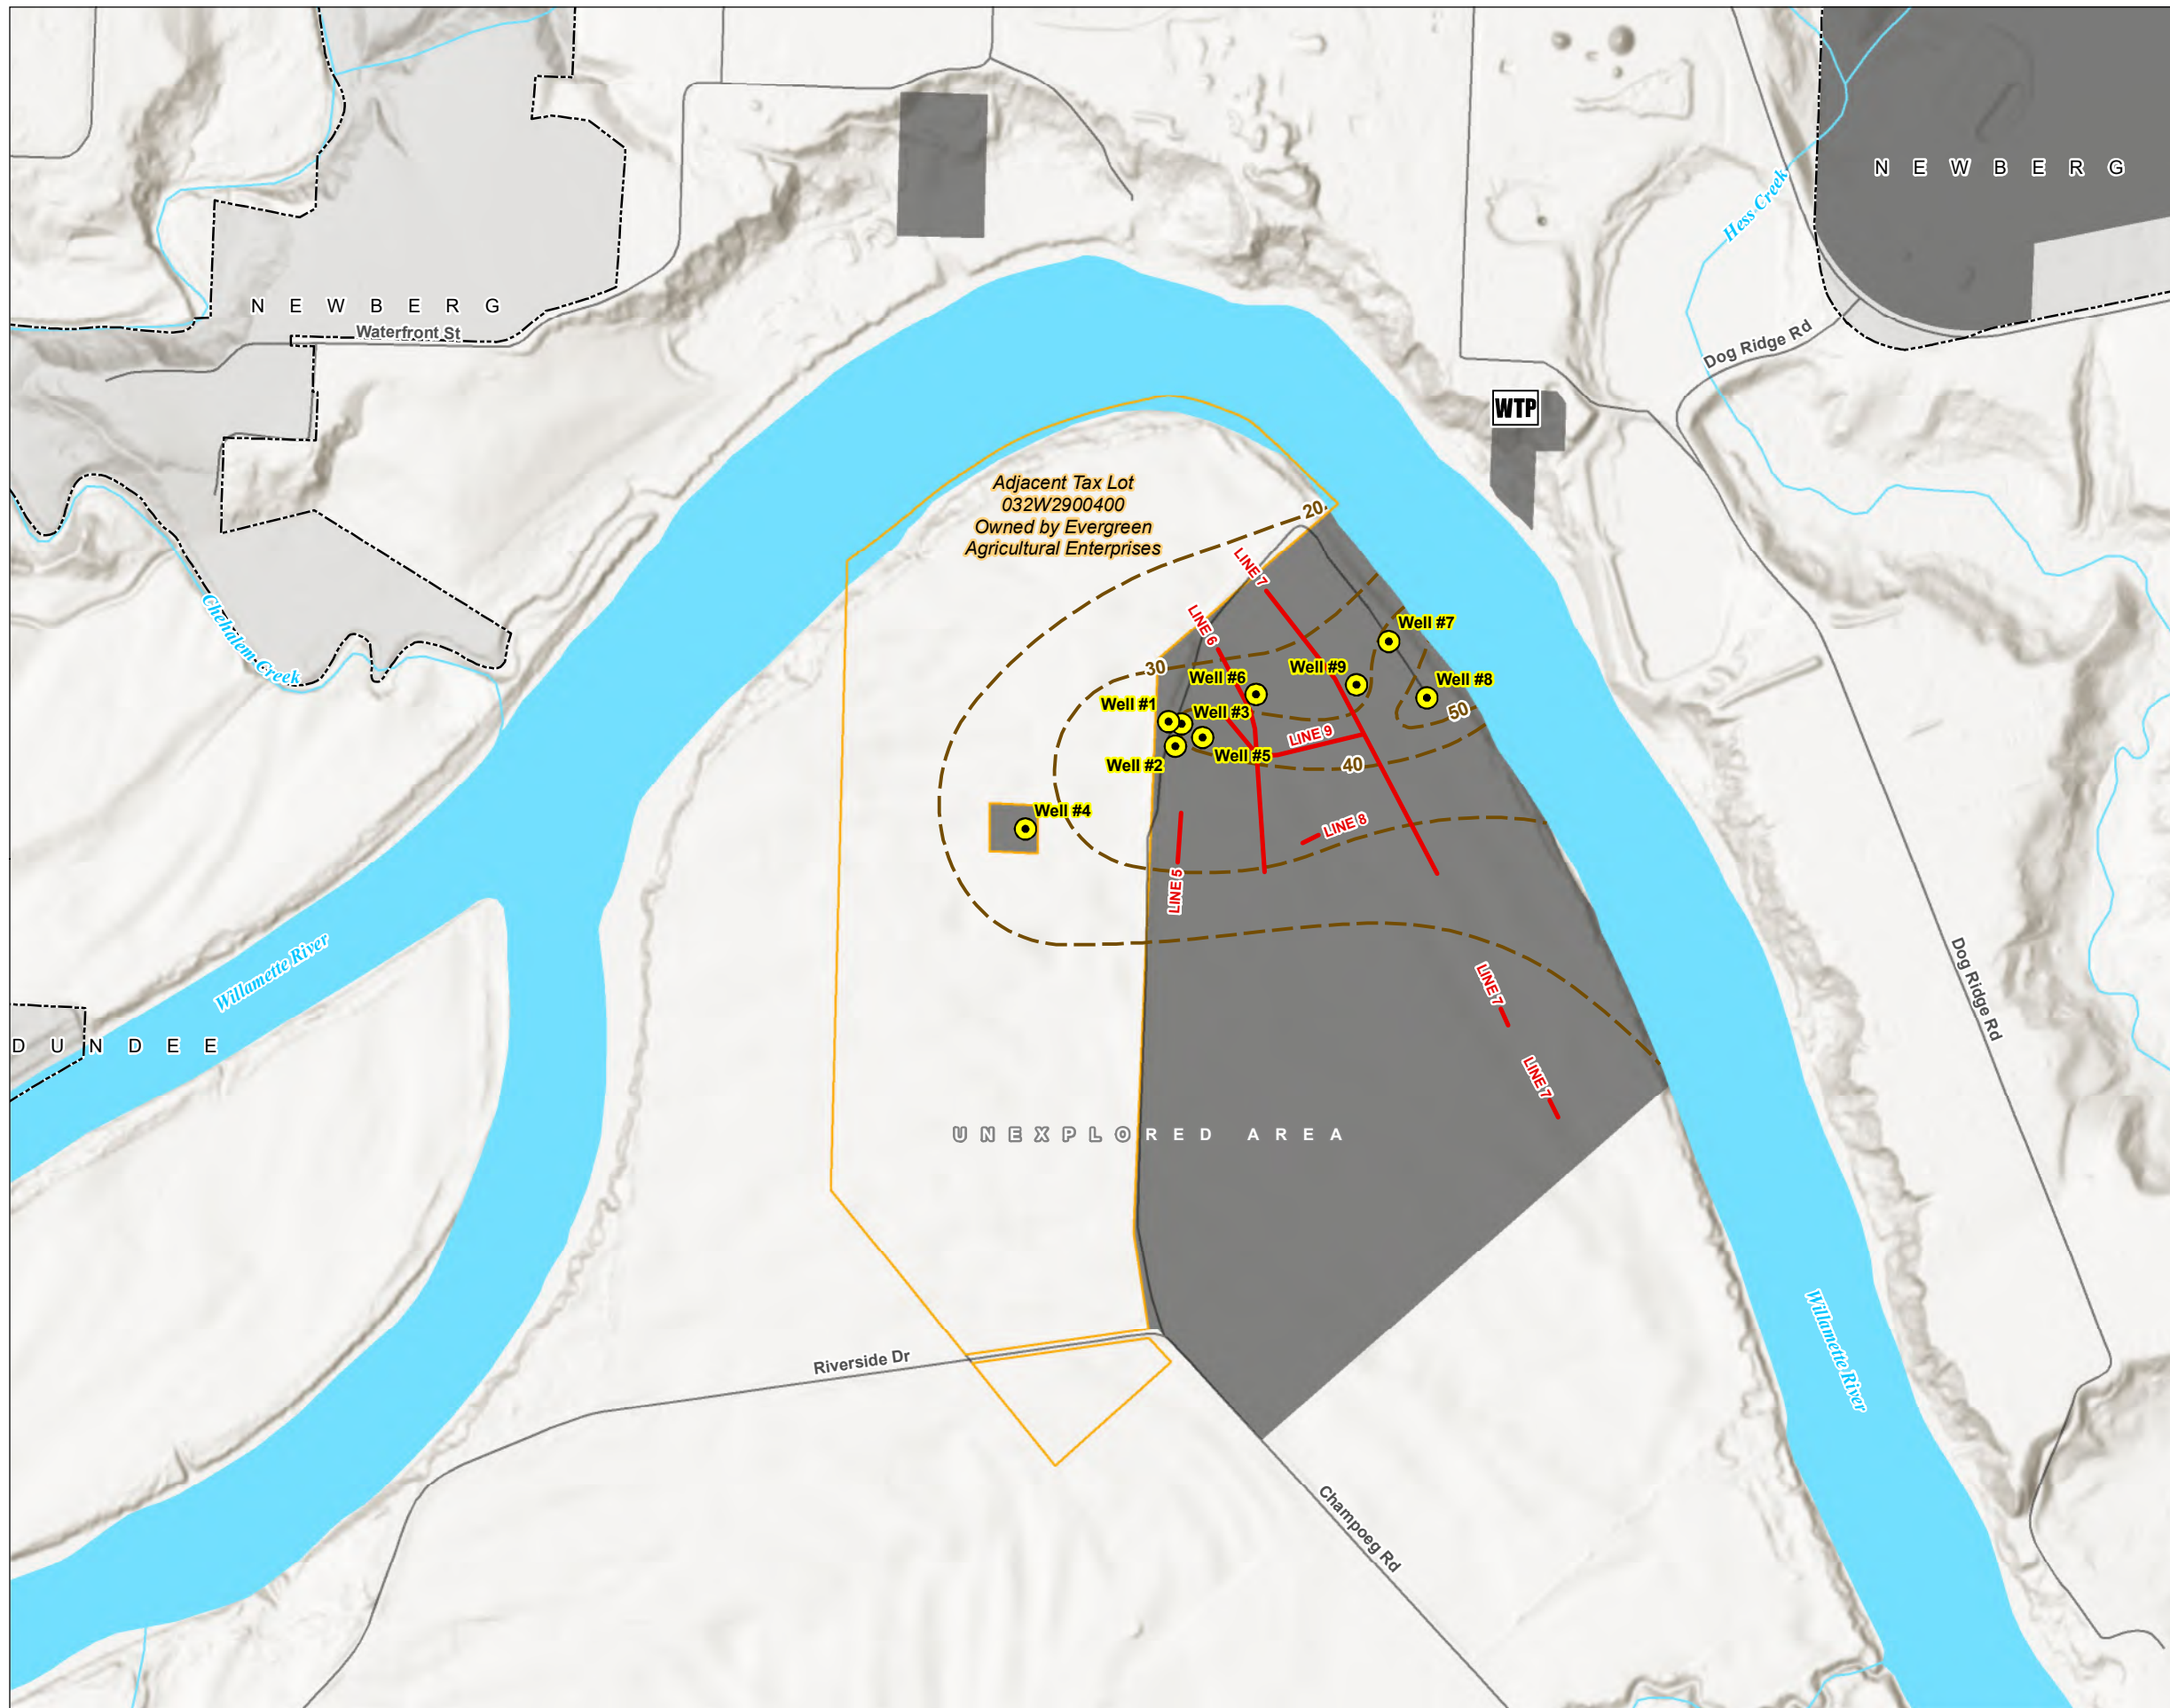 N E W B E R G
Hess Creek
N E W B E R G
Waterfront St
Dog Ridge Rd
WTP
Adjacent Tax Lot
032W2900400
Owned by Evergreen
Agricultural Enterprises
20
LINE 7
Chehalem Creek
LINE 6
Well #7
30
Well #9
Well #6
Well #8
Well #1
Well #3
50
LINE 9
Well #5
Well #2
40
Well #4
LINE 8
LINE 5
Willamette River
LINE 7
Dog Ridge Rd
D U N D E E
LINE 7
U N E X P L O R E D A R E A
Willamette River
Riverside Dr
Champoeg Rd